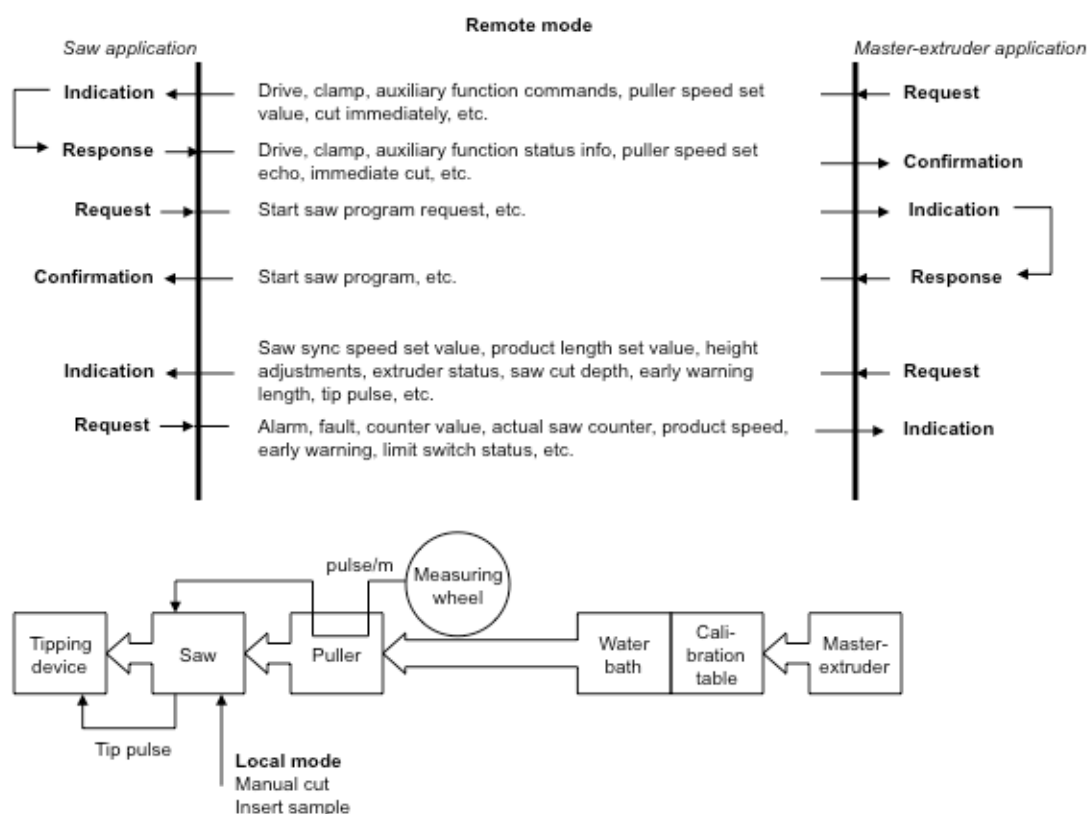 Remote mode
Saw application
Master-extruder application
Indication
Drive, clamp, auxiliary function commands, puller speed set
value, cut immediately, etc.
Request
Response
Drive, clamp, auxiliary function status info, puller speed set
echo, immediate cut, etc.
Confirmation
Request
Start saw program request, etc.
Indication
Confirmation
Start saw program, etc.
Response
Indication
Saw sync speed set value, product length set value, height
adjustments, extruder status, saw cut depth, early warning
length, tip pulse, etc.
Request
Request
Alarm, fault, counter value, actual saw counter, product speed,
early warning, limit switch status, etc.
Indication
pulse/m
Measuring
wheel
Tipping
device
Saw
Puller
Water
bath
Cali-
bration
table
Master-
extruder
Tip pulse
Local mode
Manual cut
Insert sample